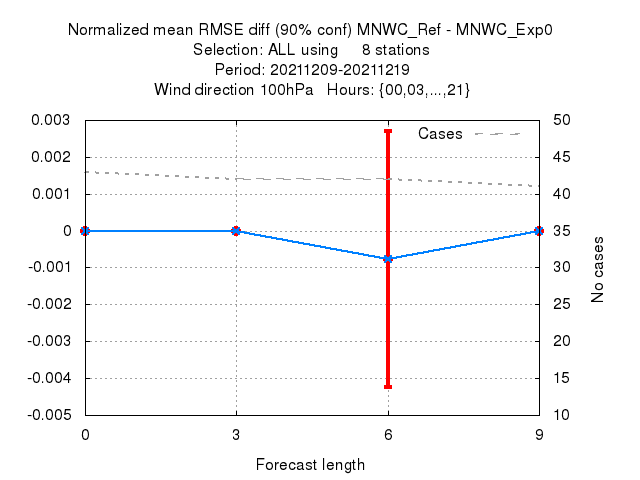 Normalized mean RMSE diff (90% conf) MNWC_Ref - MNWC_Exp0
Selection: ALL using 8 stations
Period: 20211209-20211219
Wind direction 100hPa Hours: {00,03,...,21}
Cases
0.003
0.002
0.001
0
-0.001
-0.002
-0.003
-0.004
-0.005
50
45
40
35
30
25
20
15
10
No cases
0 3 6 9
Forecast length